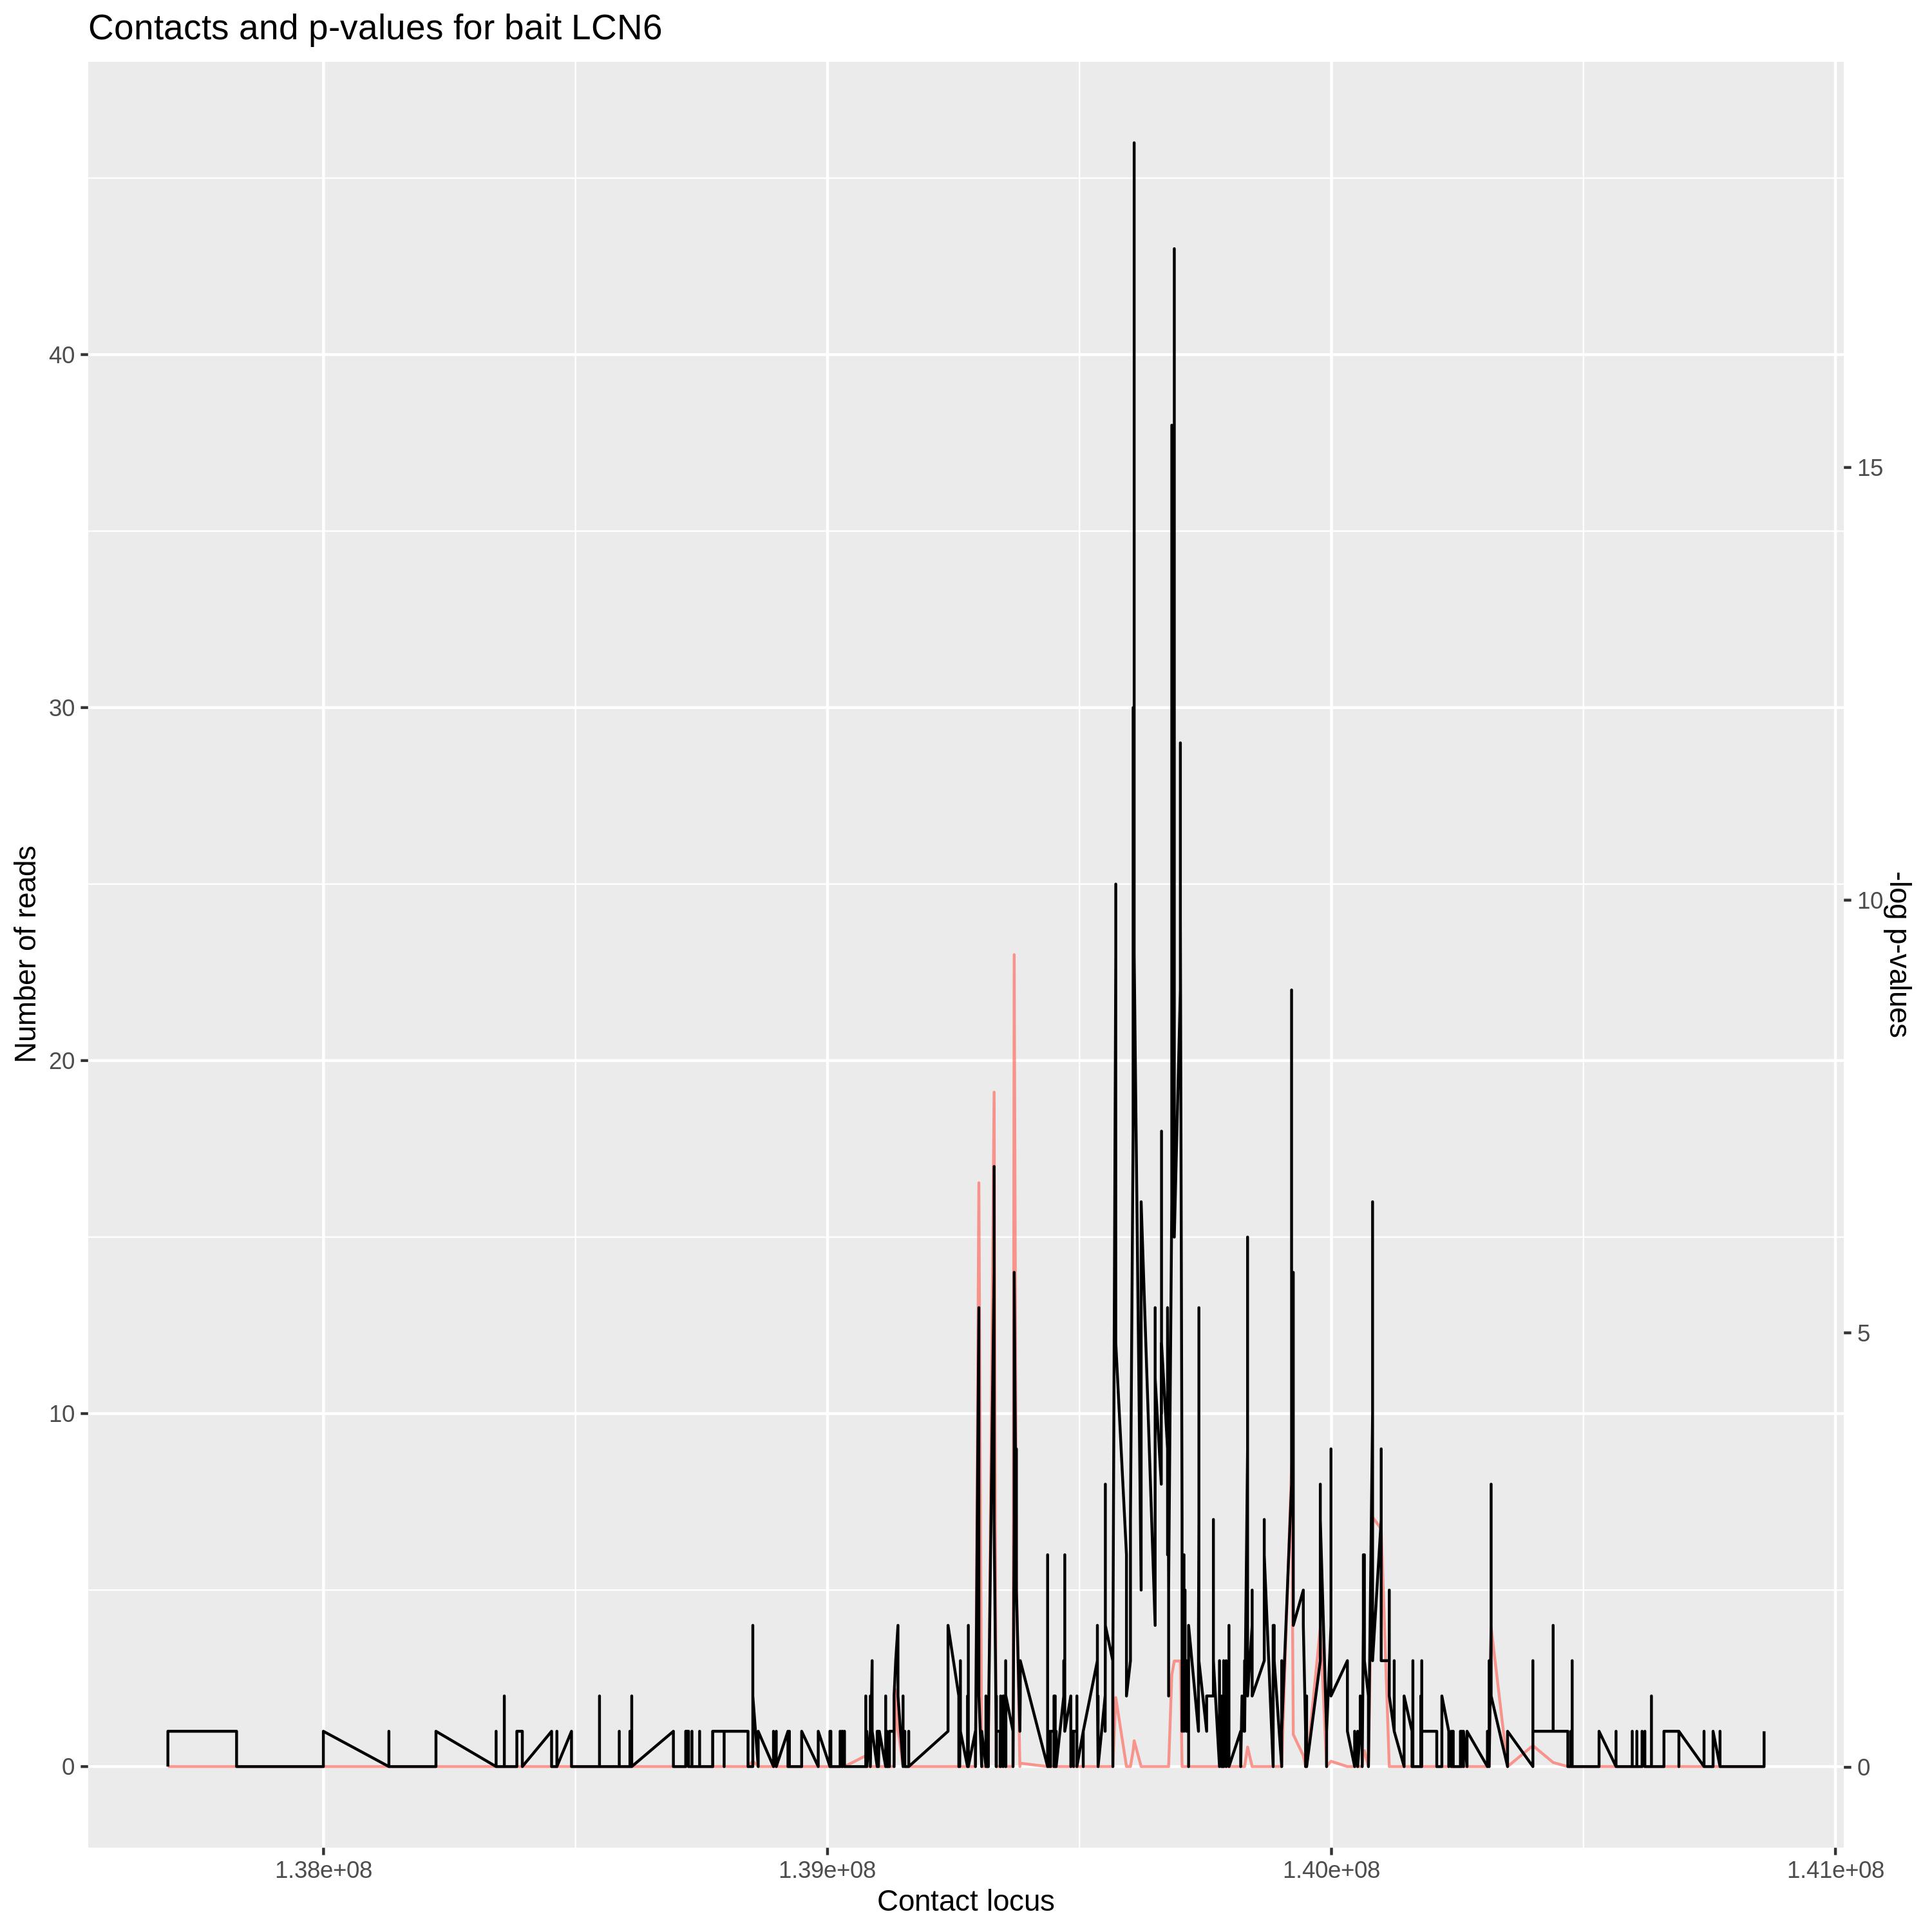 Contacts and p-values for bait LCN6
Number of reads
40
30
20
10
0
15
10
5
0
-log p-values
1.38e+08
1.39e+08
1.40e+08
1.41e+08
Contact locus